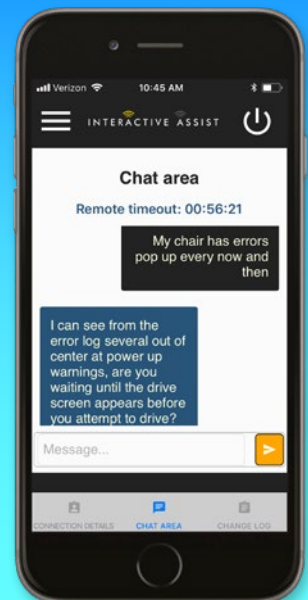 Verizon 10:45 AM
INTERACTIVE ASSIST
Chat area
Remote timeout: 00:56:21
My chair has errors
pop up every now and
then
I can see from the
error log several out of
center at power up
warnings, are you
waiting until the drive
screen appears before
you attempt to drive?
Message...
CONNECTION DETAILS CHAT AREA CHANGE LOG